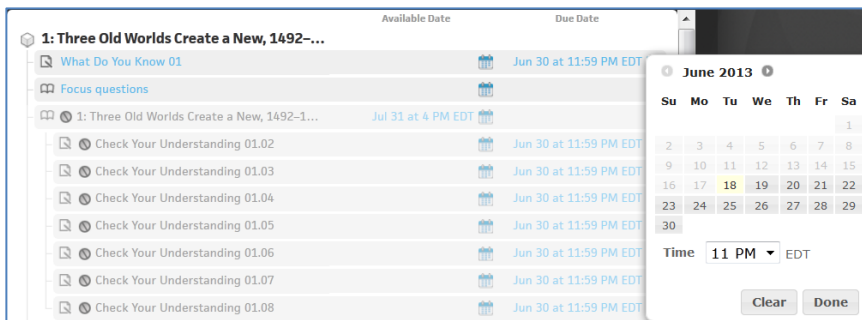 Available Date Due Date
1: Three Old Worlds Create a New, 1492–...
What Do You Know 01 Jun 30 at 11:59 PM EDT
Focus questions
1: Three Old Worlds Create a New, 1492–1... Jul 31 at 4 PM EDT
Check Your Understanding 01.02 Jun 30 at 11:59 PM EDT
Check Your Understanding 01.03 Jun 30 at 11:59 PM EDT
Check Your Understanding 01.04 Jun 30 at 11:59 PM EDT
Check Your Understanding 01.05 Jun 30 at 11:59 PM EDT
Check Your Understanding 01.06 Jun 30 at 11:59 PM EDT
Check Your Understanding 01.07 Jun 30 at 11:59 PM EDT
Check Your Understanding 01.08 Jun 30 at 11:59 PM EDT
June 2013
Su Mo Tu We Th Fr Sa
1
2 3 4 5 6 7 8
9 10 11 12 13 14 15
16 17 18 19 20 21 22
23 24 25 26 27 28 29
30
Time 11 PM EDT
Clear Done